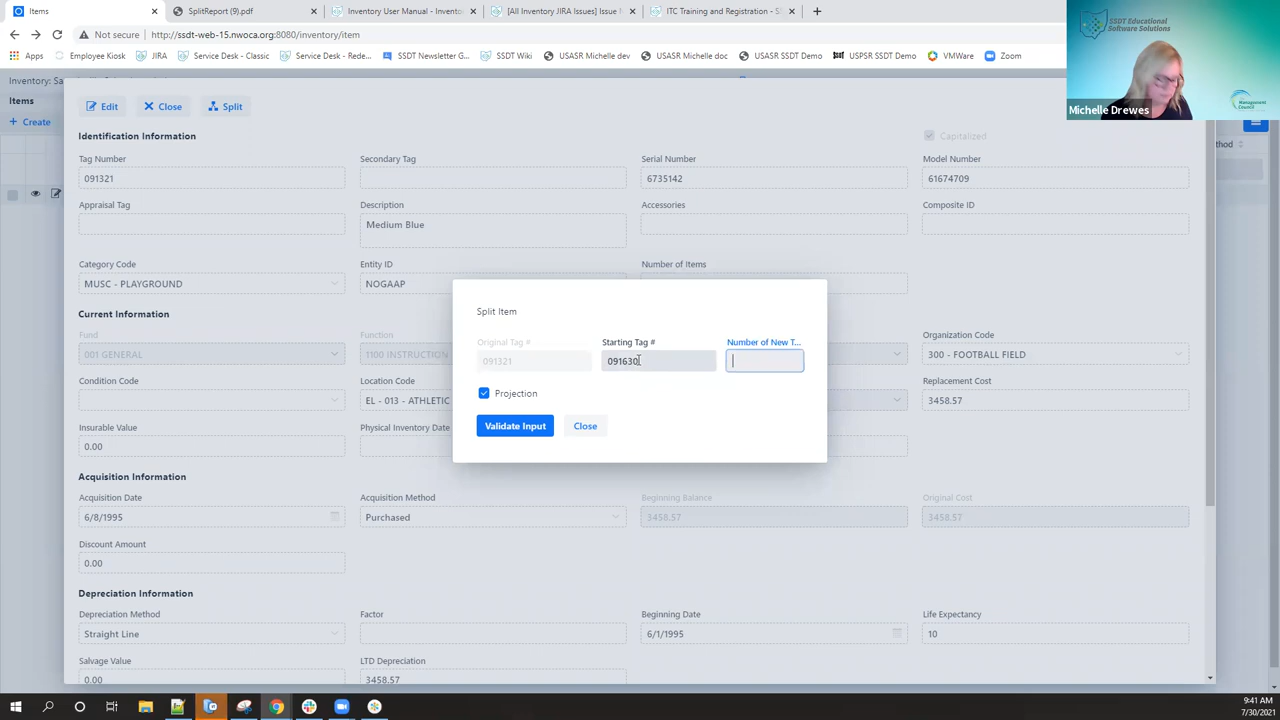 Items
SplitReport (9).pdf
Inventory User Manual - Invento
[All Inventory JIRA Issues] Issue N
ITC Training and Registration - SS
Not secure
http://ssdt-web-15.nwoca.org:8080/inventory/item
Apps
Employee Kiosk
JIRA
Service Desk - Classic
Service Desk - Rede...
SSDT Newsletter G...
SSDT Wiki
USASR Michelle dev
USASR Michelle doc
USASR SSDT Demo
USPSR SSDT Demo
VMWare
Zoom
SSDT Educational
Software Solutions
Management
Council
Michelle Drewes
Inventory: Sa
Items
Create
Edit
Close
Split
Identification Information
Capitalized
Tag Number
Secondary Tag
Serial Number
Model Number
091321
6735142
61674709
Appraisal Tag
Description
Accessories
Composite ID
Medium Blue
Category Code
Entity ID
Number of Items
MUSC - PLAYGROUND
NOGAAP
Current Information
Fund
Function
Organization Code
001 GENERAL
1100 INSTRUCTION
300 - FOOTBALL FIELD
Condition Code
Location Code
Replacement Cost
EL - 013 - ATHLETIC
3458.57
Insurable Value
Physical Inventory Date
0.00
Split Item
Original Tag #
Starting Tag #
Number of New T...
091321
091630
Projection
Validate Input
Close
Acquisition Information
Acquisition Date
Acquisition Method
Beginning Balance
Original Cost
6/8/1995
Purchased
3458.57
3458.57
Discount Amount
0.00
Depreciation Information
Depreciation Method
Factor
Beginning Date
Life Expectancy
Straight Line
6/1/1995
10
Salvage Value
LTD Depreciation
0.00
3458.57
9:41 AM
7/30/2021